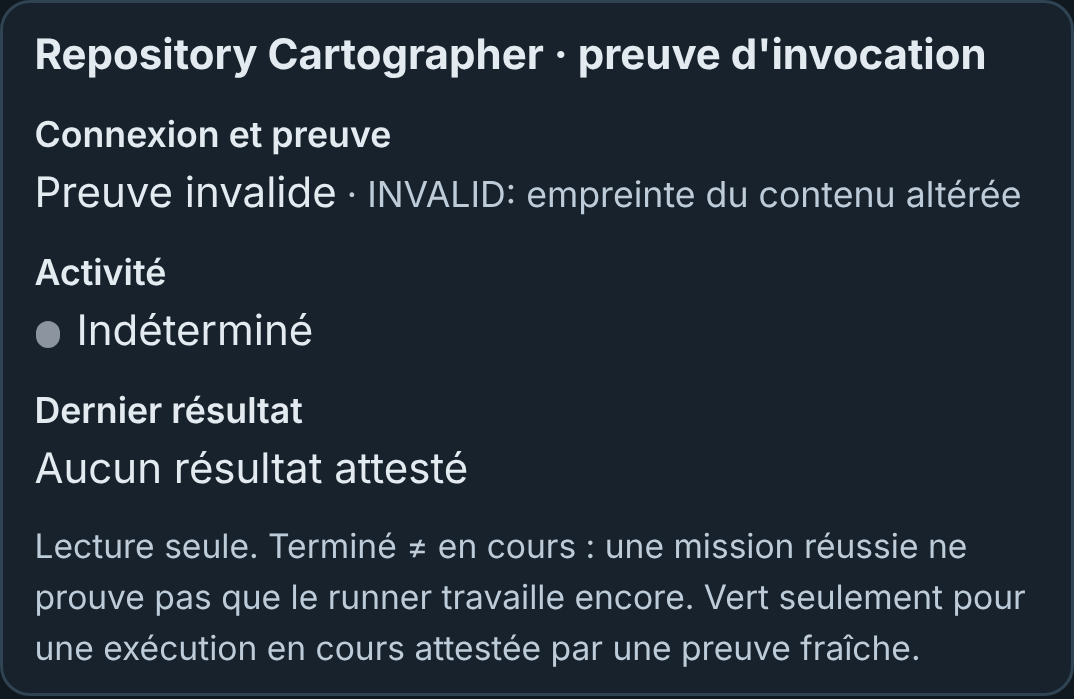 Repository Cartographer · preuve d'invocation
Connexion et preuve
Preuve invalide · INVALID: empreinte du contenu altérée
Activité
Indéterminé
Dernier résultat
Aucun résultat attesté
Lecture seule. Terminé ≠ en cours : une mission réussie ne
prouve pas que le runner travaille encore. Vert seulement pour
une exécution en cours attestée par une preuve fraîche.